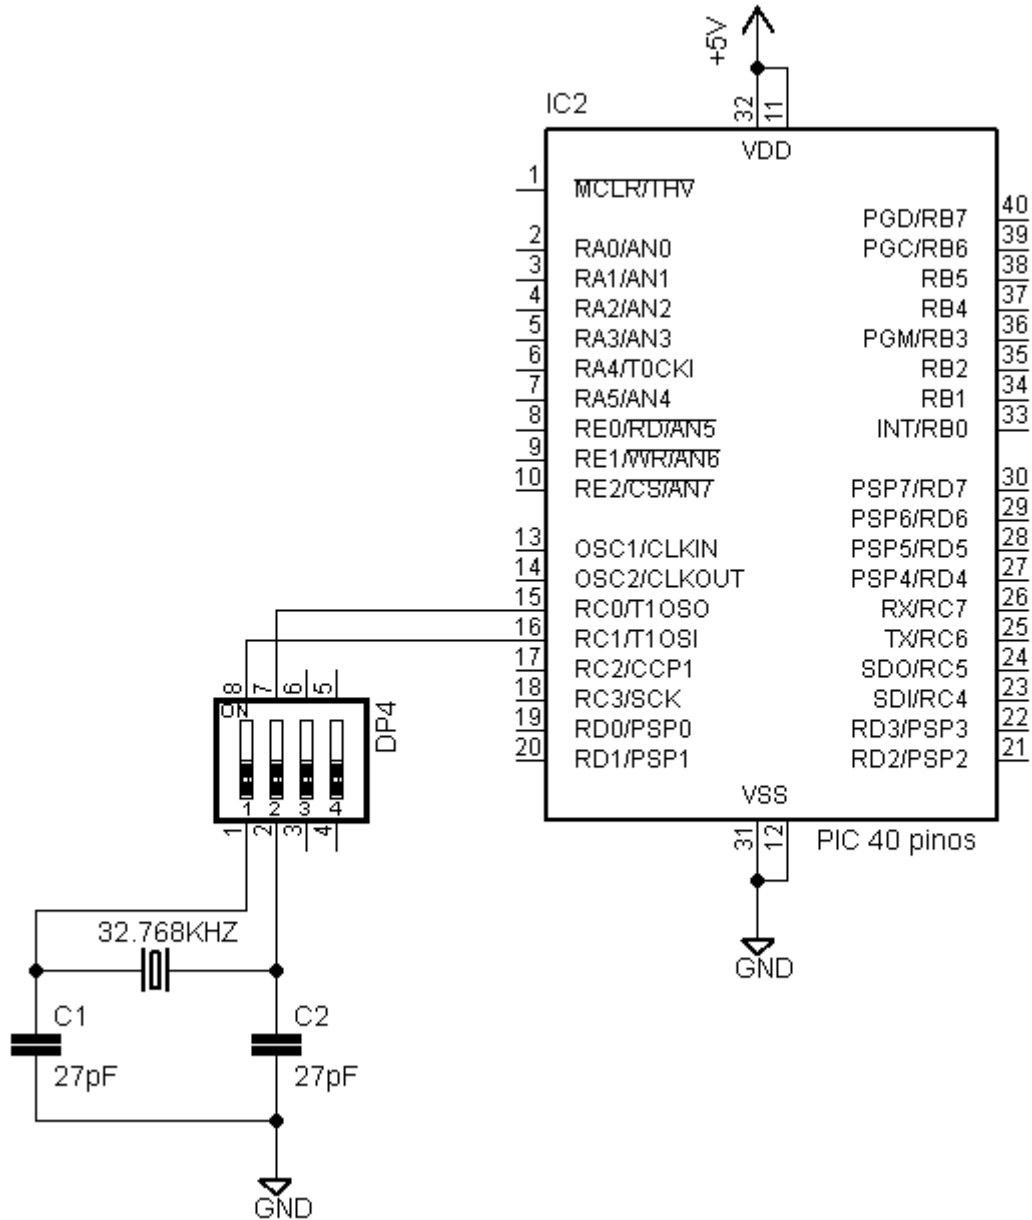 +5V
IC2
32
11
VDD
1
MCLR/THV
PGD/RB7
40
2
RA0/AN0
PGC/RB6
39
3
RA1/AN1
RB5
38
4
RA2/AN2
RB4
37
5
RA3/AN3
PGM/RB3
36
6
RA4/T0CKI
RB2
35
7
RA5/AN4
RB1
34
8
RE0/RD/AN5
INT/RB0
33
9
RE1/WR/AN6
10
RE2/CS/AN7
PSP7/RD7
30
PSP6/RD6
29
13
OSC1/CLKIN
PSP5/RD5
28
14
OSC2/CLKOUT
PSP4/RD4
27
15
RC0/T1OSO
RX/RC7
26
16
RC1/T1OSI
TX/RC6
25
17
RC2/CCP1
SDO/RC5
24
18
RC3/SCK
SDI/RC4
23
19
RD0/PSP0
RD3/PSP3
22
20
RD1/PSP1
RD2/PSP2
21
VSS
31
12
PIC 40 pinos
GND
8
7
6
5
ON
DP4
1
2
3
4
1
2
3
4
32.768KHZ
C1
27pF
C2
27pF
GND